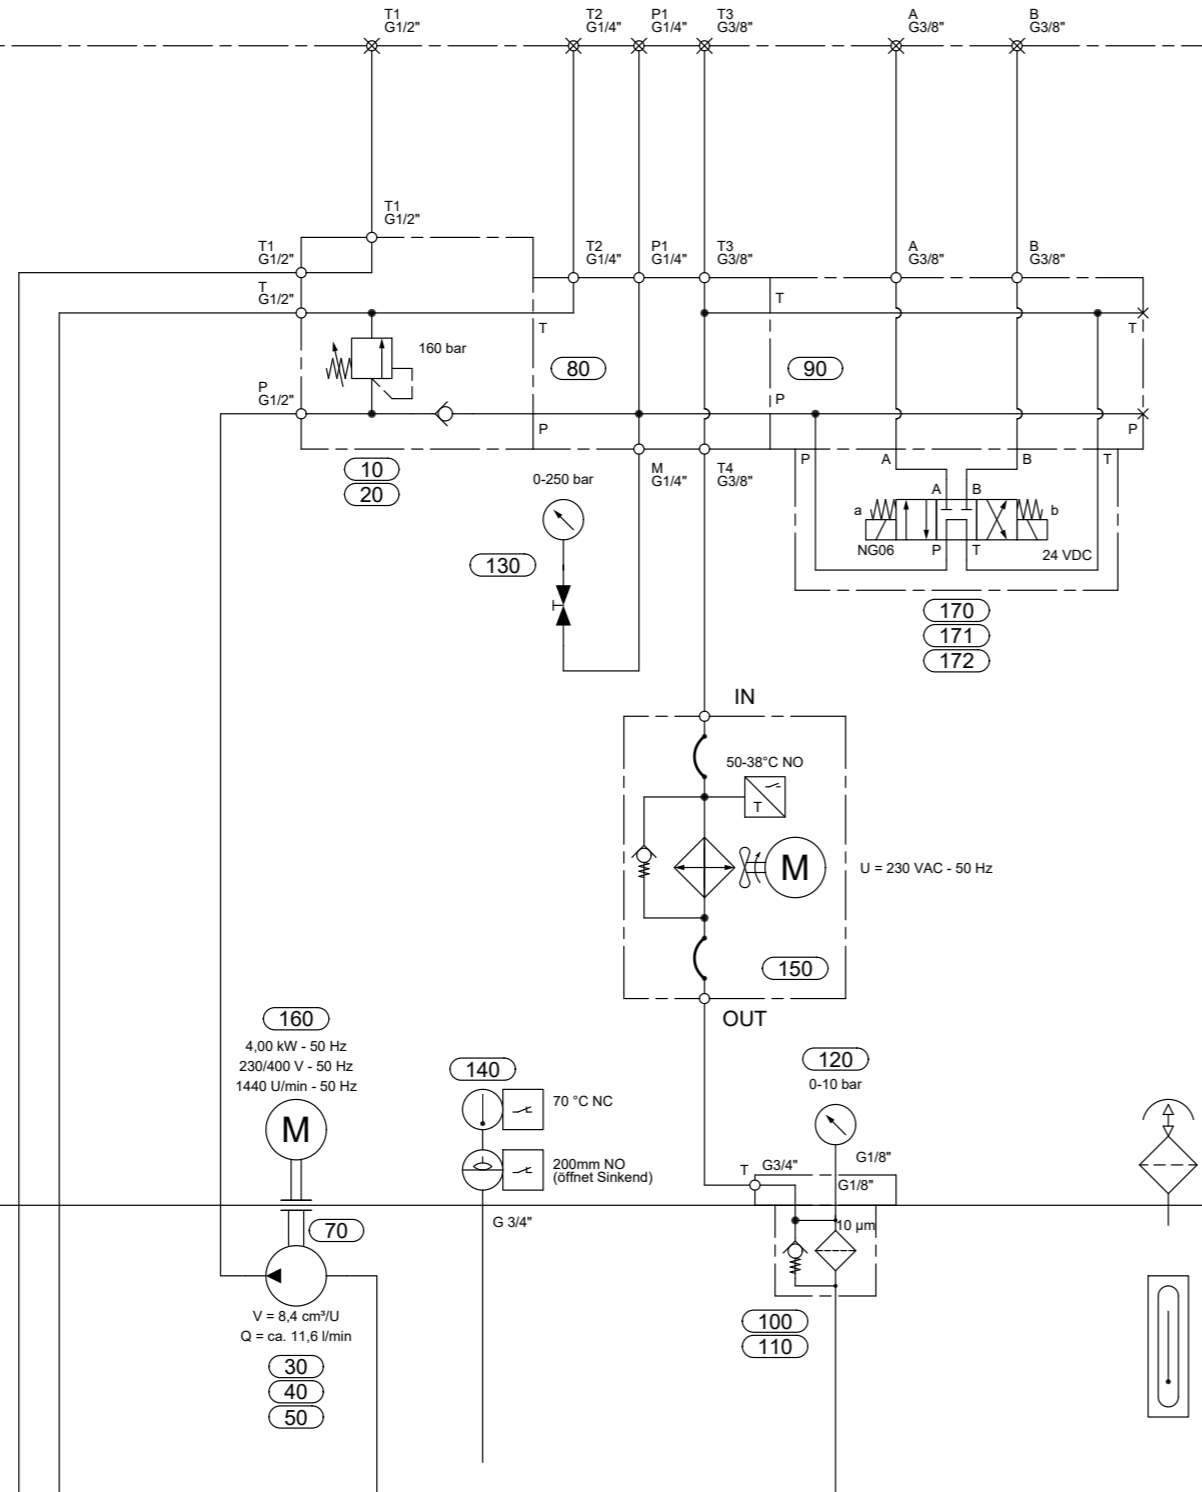 T1
G1/2"
T2
G1/4"
P1
G1/4"
T3
G3/8"
A
G3/8"
B
G3/8"
T1
G1/2"
T1
G1/2"
T2
G1/4"
P1
G1/4"
T3
G3/8"
A
G3/8"
B
G3/8"
T
G1/2"
T
T
T
160 bar
80
90
P
G1/2"
P
P
P
10
20
0-250 bar
M
G1/4"
T4
G3/8"
P
A
B
T
A
B
a
b
NG06
P
T
24 VDC
130
170
171
172
IN
50-38°C NO
T
M
U = 230 VAC - 50 Hz
150
OUT
160
4,00 kW - 50 Hz
230/400 V - 50 Hz
1440 U/min - 50 Hz
M
140
70 °C NC
200mm NO
(öffnet Sinkend)
G 3/4"
120
0-10 bar
T
G3/4"
G1/8"
G1/8"
10 µm
70
V = 8,4 cm³/U
Q = ca. 11,6 l/min
30
40
50
100
110